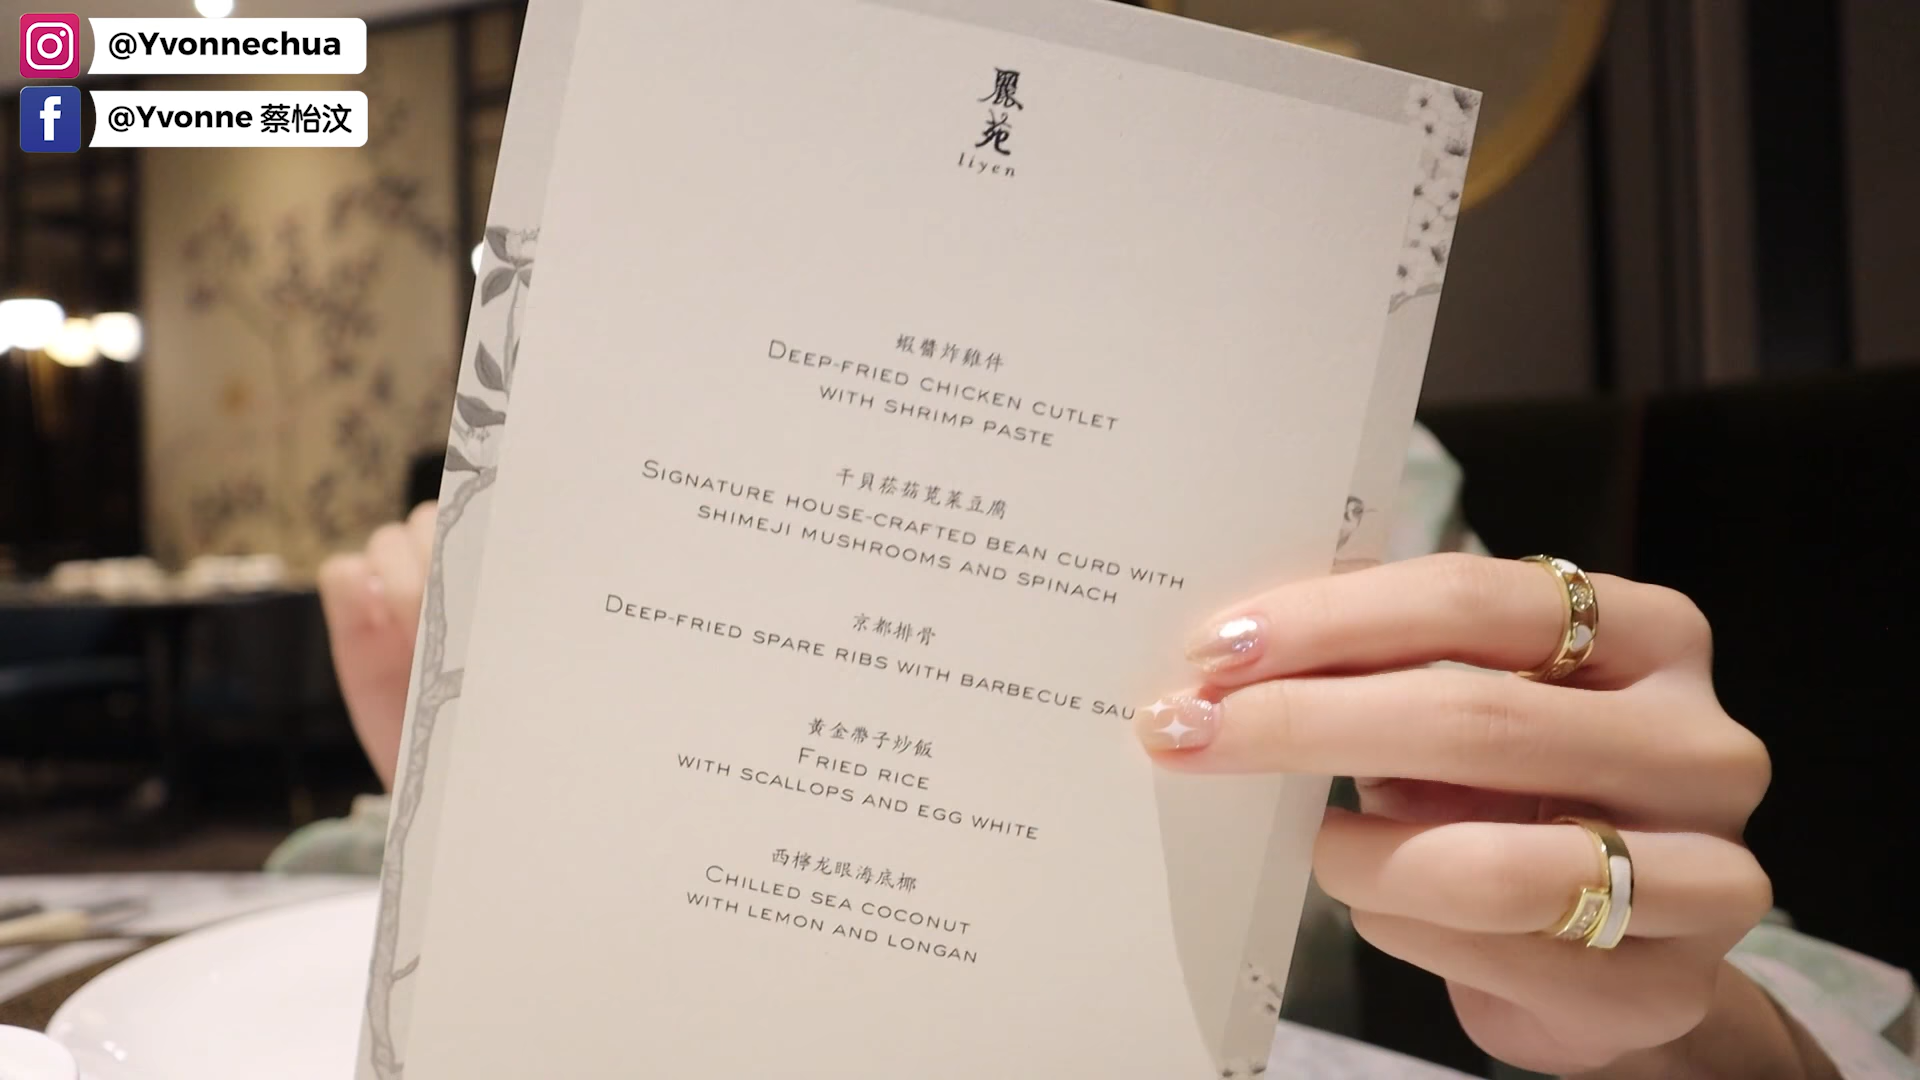 @Yvonnechua
@Yvonne 蔡怡汶
麗苑
liyen
蝦醬炸雞件
DEEP-FRIED CHICKEN CUTLET
WITH SHRIMP PASTE
干貝菘菇莧菜豆腐
SIGNATURE HOUSE-CRAFTED BEAN CURD WITH
SHIMEJI MUSHROOMS AND SPINACH
京都排骨
DEEP-FRIED SPARE RIBS WITH BARBECUE SAU
黃金帶子炒飯
FRIED RICE
WITH SCALLOPS AND EGG WHITE
西檸龙眼海底椰
CHILLED SEA COCONUT
WITH LEMON AND LONGAN